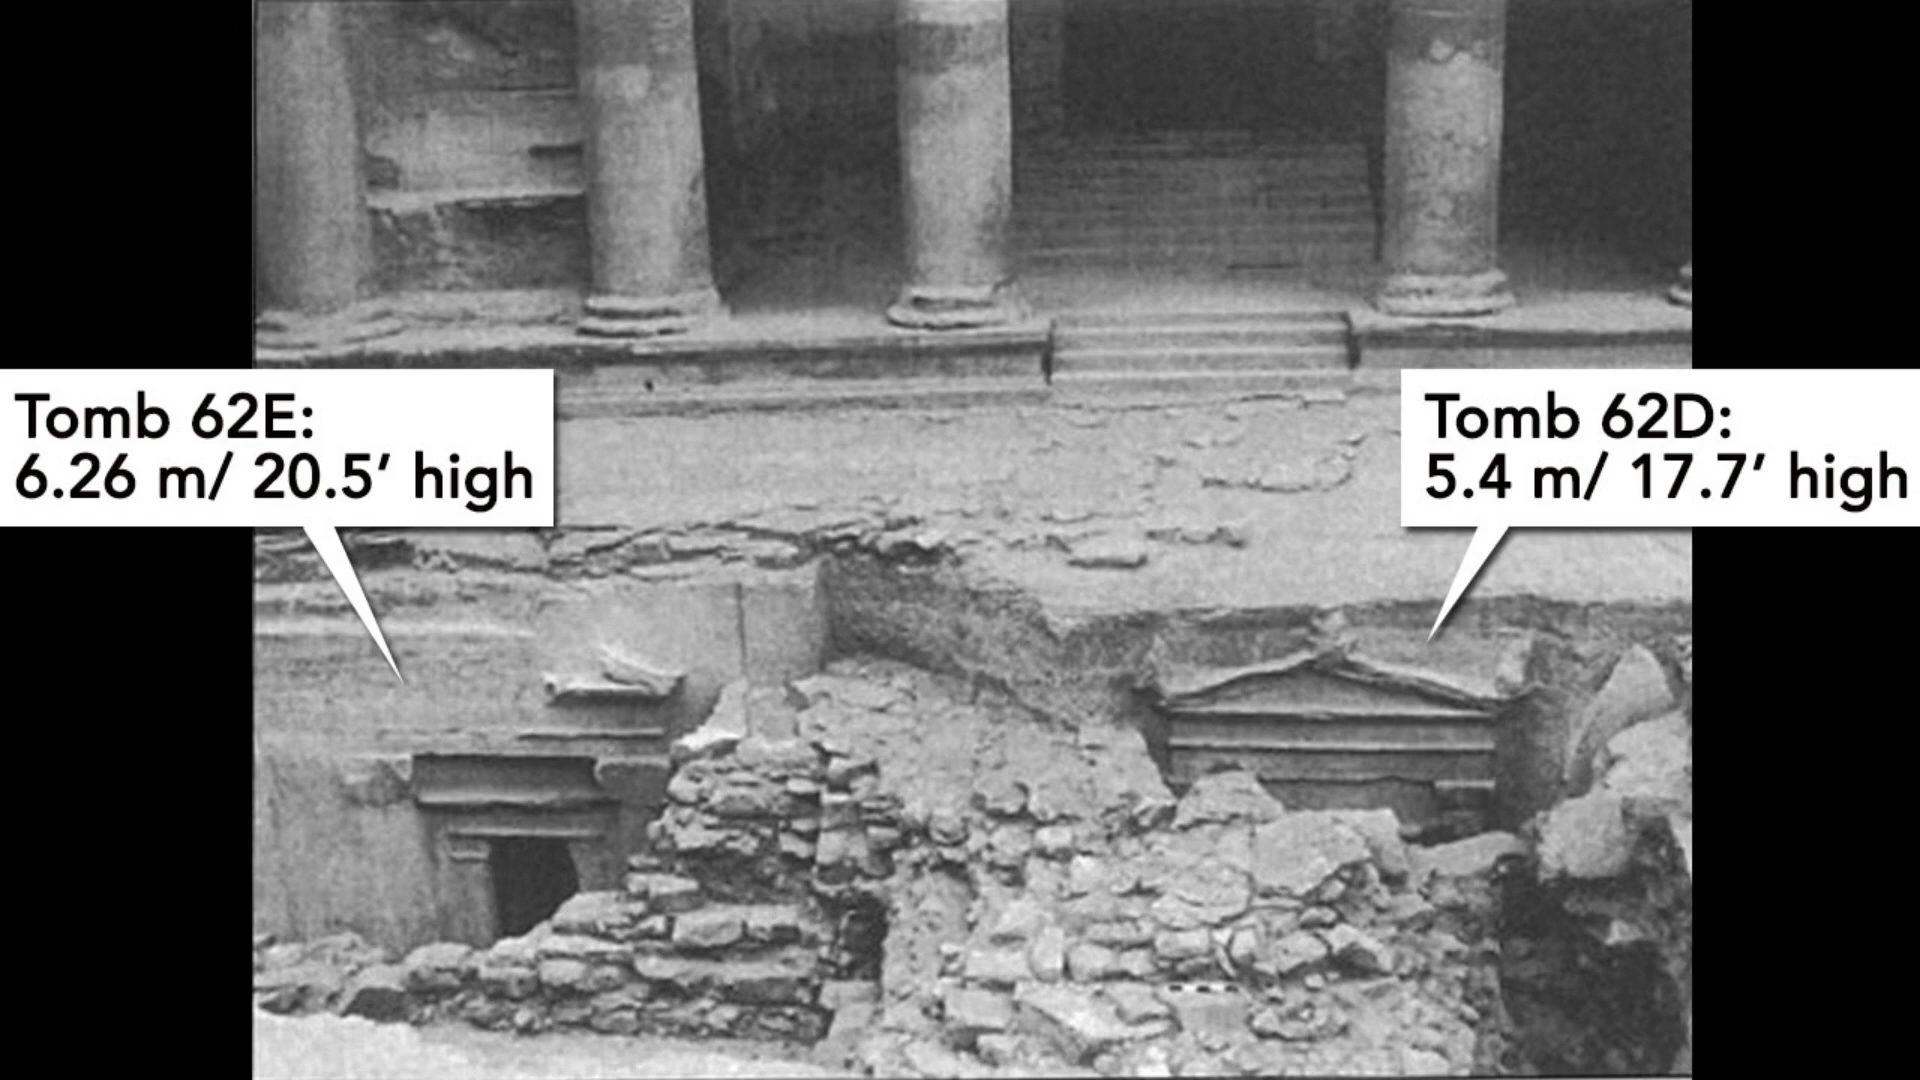 Tomb 62E:
6.26 m/ 20.5’ high
Tomb 62D:
5.4 m/ 17.7’ high